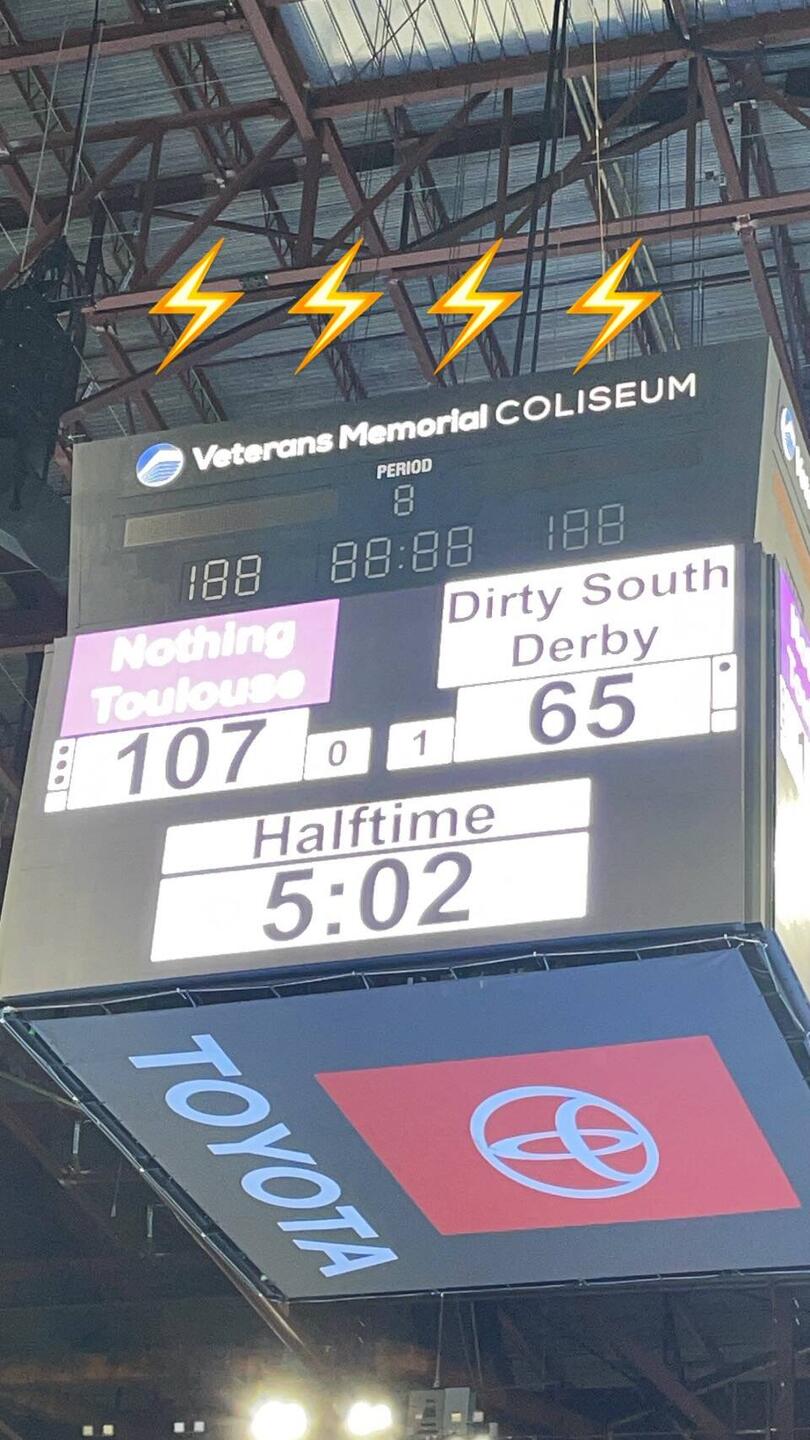 ⚡⚡⚡⚡
Veterans Memorial COLISEUM
PERIOD
8
188 88:88 188
Nothing
Toulouse
Dirty South
Derby
107 0 1 65
Halftime
5:02
TOYOTA